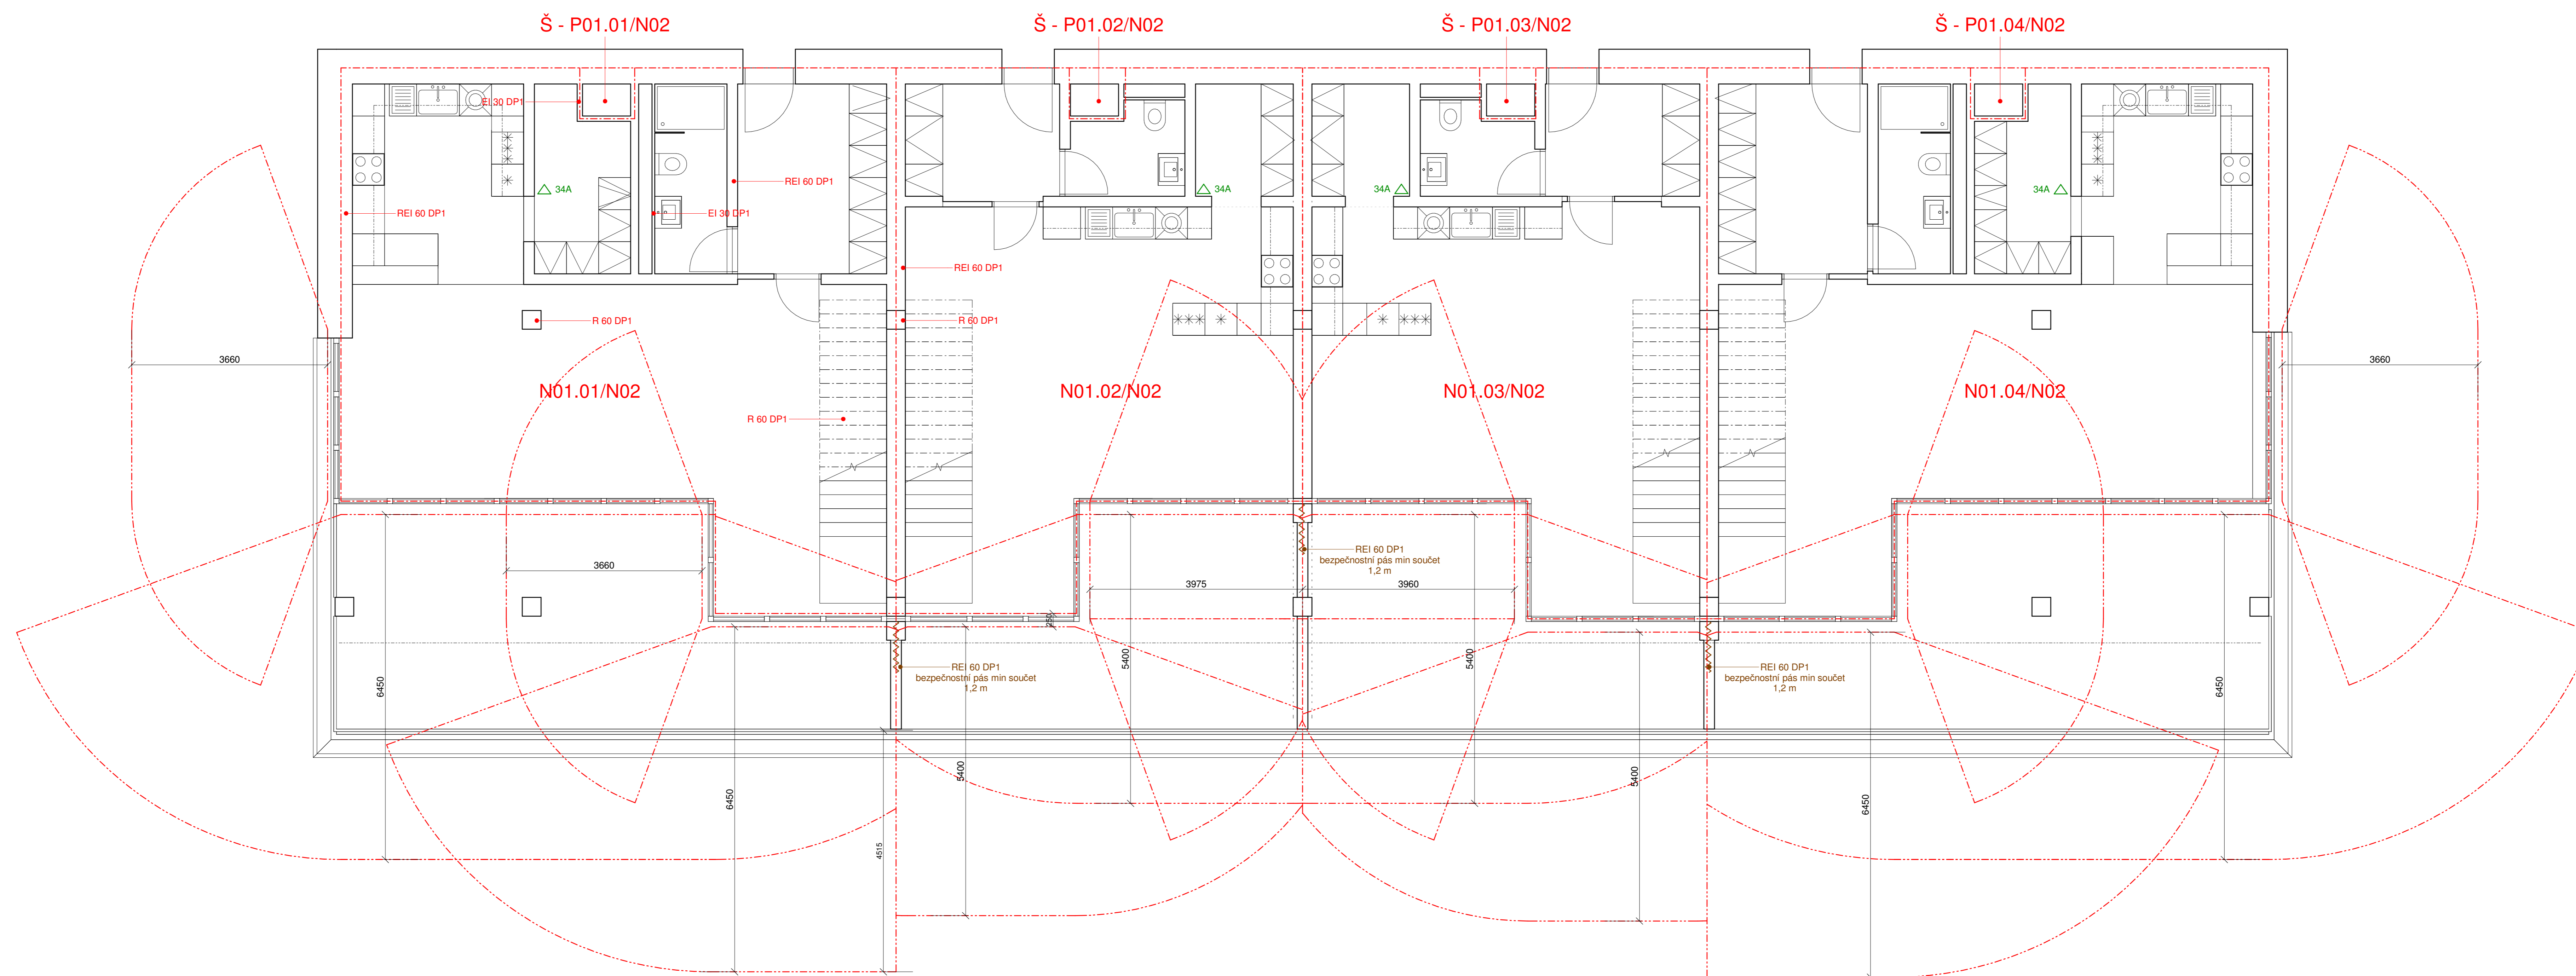 Š - P01.01/N02
Š - P01.02/N02
Š - P01.03/N02
Š - P01.04/N02
EI 30 DP1
REI 60 DP1
34A
34A
34A
34A
REI 60 DP1
EI 30 DP1
REI 60 DP1
R 60 DP1
R 60 DP1
3660
3660
N01.01/N02
N01.02/N02
N01.03/N02
N01.04/N02
R 60 DP1
REI 60 DP1
bezpečnostní pás min součet
1,2 m
3660
3975
3960
250
5400
5400
6450
6450
REI 60 DP1
bezpečnostní pás min součet
1,2 m
REI 60 DP1
bezpečnostní pás min součet
1,2 m
5400
5400
6450
6450
4515